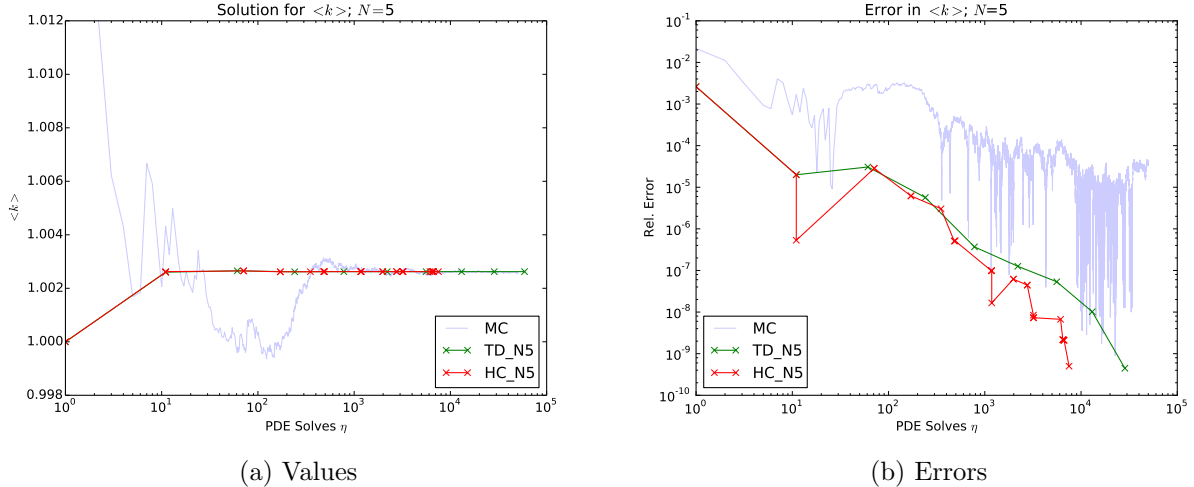 Solution for <k>; N=5
1.012
1.010
1.008
1.006
1.004
1.002
1.000
0.998
<k>
10^0
10^1
10^2
10^3
10^4
10^5
PDE Solves η
MC
TD_N5
HC_N5
(a) Values
Error in <k>; N=5
10^-1
10^-2
10^-3
10^-4
10^-5
10^-6
10^-7
10^-8
10^-9
10^-10
Rel. Error
10^0
10^1
10^2
10^3
10^4
10^5
PDE Solves η
MC
TD_N5
HC_N5
(b) Errors